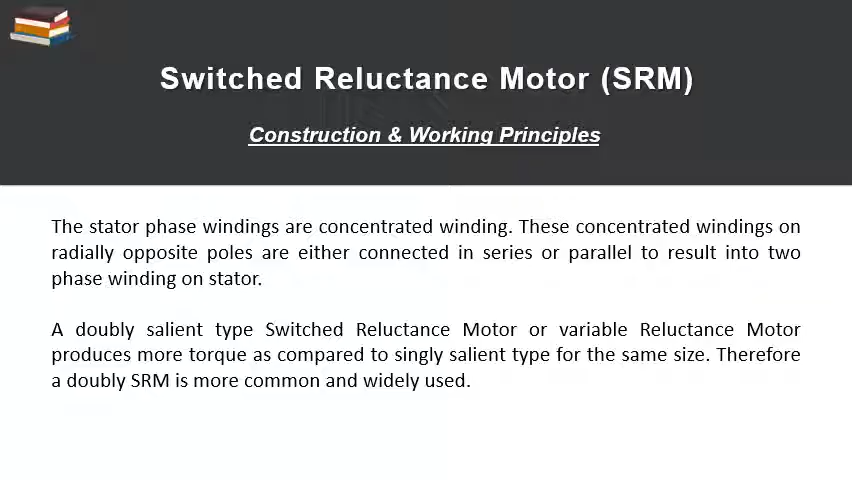 Switched Reluctance Motor (SRM)
Construction & Working Principles
The stator phase windings are concentrated winding. These concentrated windings on
radially opposite poles are either connected in series or parallel to result into two
phase winding on stator.
A doubly salient type Switched Reluctance Motor or variable Reluctance Motor
produces more torque as compared to singly salient type for the same size. Therefore
a doubly SRM is more common and widely used.